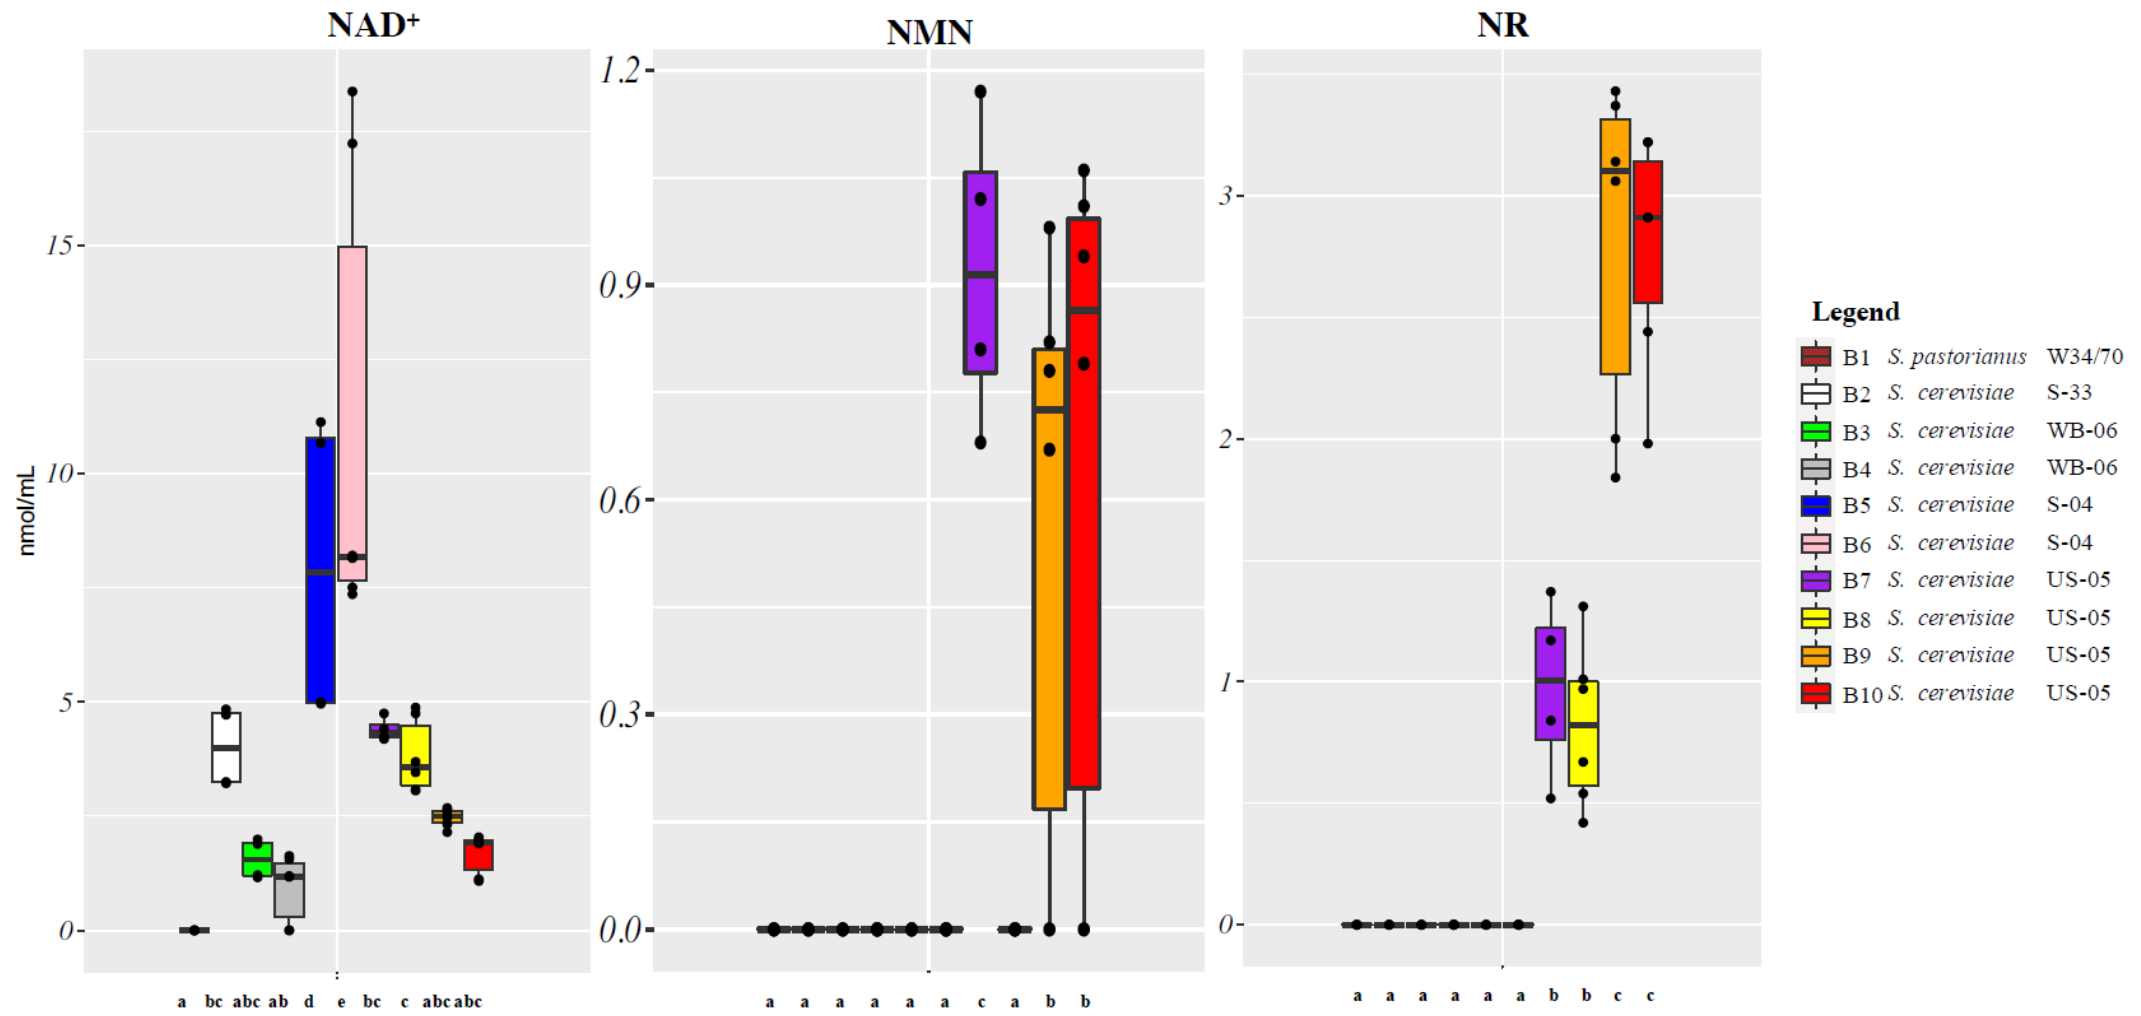 NAD⁺
15
10
5
0
nmol/mL
a bc abc ab d e bc c abc abc
NMN
1.2
0.9
0.6
0.3
0.0
a a a a a a c a b b
NR
3
2
1
0
a a a a a a b b c c
Legend
B1 S. pastorianus W34/70
B2 S. cerevisiae S-33
B3 S. cerevisiae WB-06
B4 S. cerevisiae WB-06
B5 S. cerevisiae S-04
B6 S. cerevisiae S-04
B7 S. cerevisiae US-05
B8 S. cerevisiae US-05
B9 S. cerevisiae US-05
B10 S. cerevisiae US-05